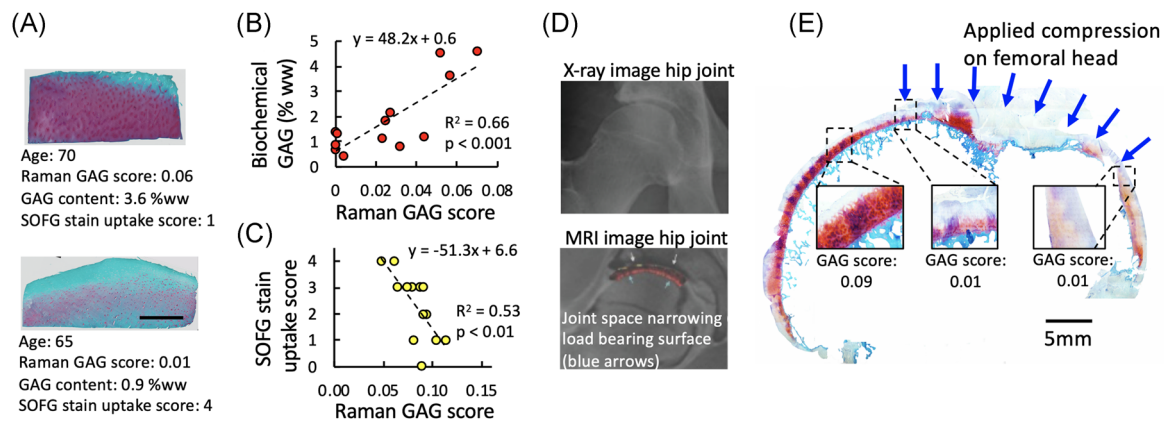 (A)
Age: 70
Raman GAG score: 0.06
GAG content: 3.6 %ww
SOFG stain uptake score: 1
Age: 65
Raman GAG score: 0.01
GAG content: 0.9 %ww
SOFG stain uptake score: 4
(B)
Biochemical
GAG (% ww)
5
4
3
2
1
0
y = 48.2x + 0.6
R² = 0.66
p < 0.001
0 0.02 0.04 0.06 0.08
Raman GAG score
(C)
SOFG stain
uptake score
4
3
2
1
0
y = -51.3x + 6.6
R² = 0.53
p < 0.01
0.00 0.05 0.10 0.15
Raman GAG score
(D)
X-ray image hip joint
MRI image hip joint
Joint space narrowing
load bearing surface
(blue arrows)
(E)
Applied compression
on femoral head
GAG score:
0.09
GAG score:
0.01
GAG score:
0.01
5mm